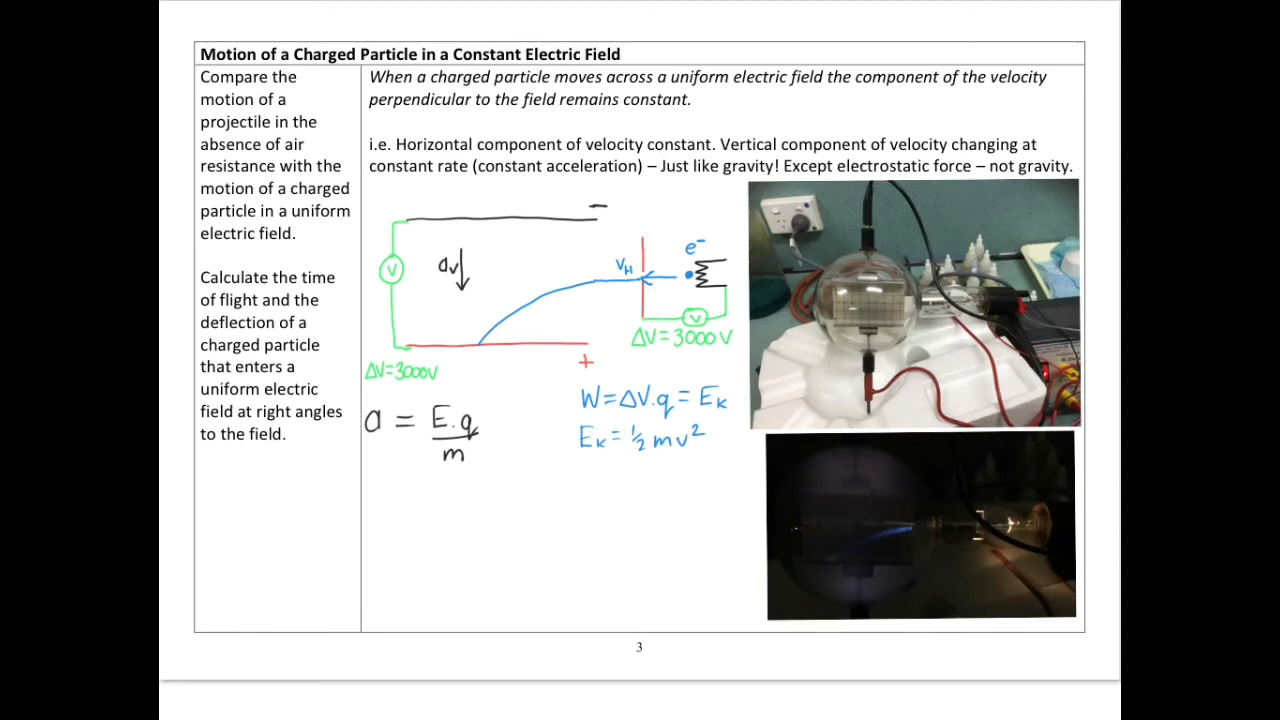 Motion of a Charged Particle in a Constant Electric Field
Compare the
motion of a
projectile in the
absence of air
resistance with the
motion of a charged
particle in a uniform
electric field.
Calculate the time
of flight and the
deflection of a
charged particle
that enters a
uniform electric
field at right angles
to the field.
When a charged particle moves across a uniform electric field the component of the velocity
perpendicular to the field remains constant.
i.e. Horizontal component of velocity constant. Vertical component of velocity changing at
constant rate (constant acceleration) – Just like gravity! Except electrostatic force – not gravity.
−
V
av
VH
e−
V
ΔV=3000V
+
ΔV=3000V
W=ΔV.q=Ek
a = E.q/m
Ek=½mv²
3